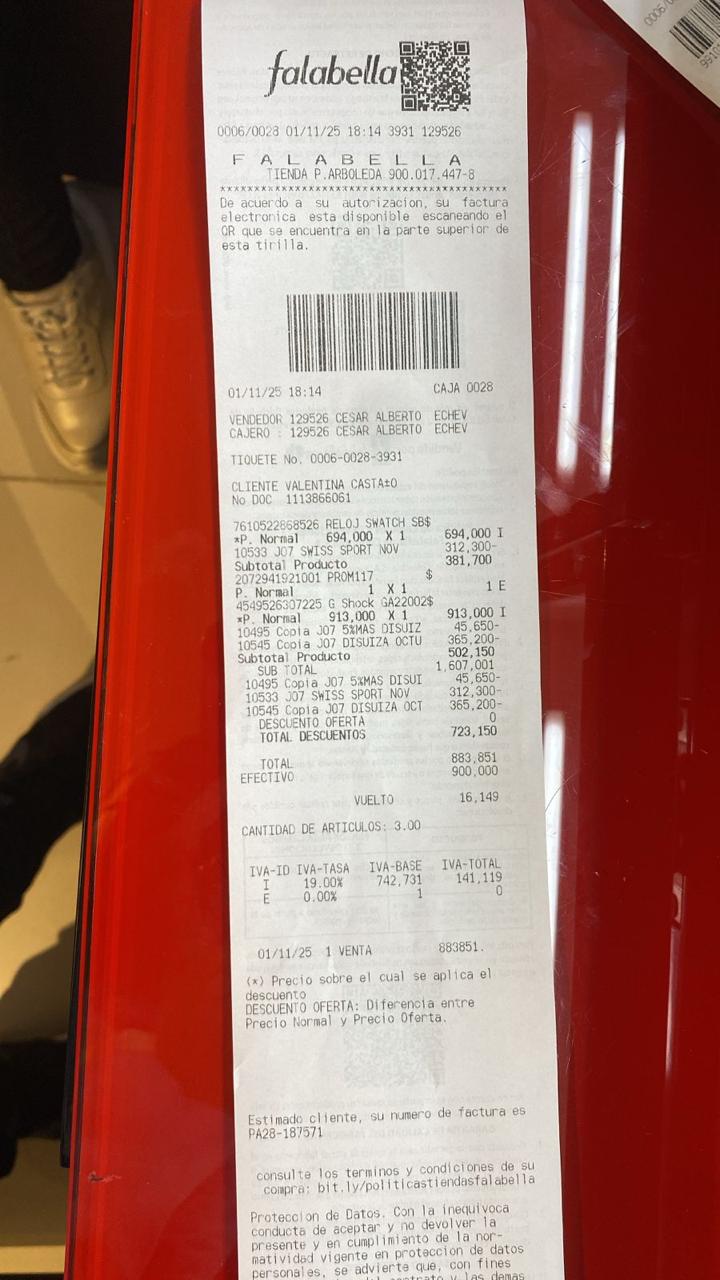 falabella
0006/0028 01/11/25 18:14 3931 129526
F A L A B E L L A
TIENDA P.ARBOLEDA 900.017.447-8
****************************************************
De acuerdo a su autorizacion, su factura
electronica esta disponible escaneando el
QR que se encuentra en la parte superior de
esta tirilla.
01/11/25 18:14 CAJA 0028
VENDEDOR 129526 CESAR ALBERTO ECHEV
CAJERO : 129526 CESAR ALBERTO ECHEV
TIQUETE No. 0006-0028-3931
CLIENTE VALENTINA CASTA±O
No DOC 1113866061
7610522868526 RELOJ SWATCH SB$
*P. Normal 694,000 X 1 694,000 I
10533 J07 SWISS SPORT NOV 312,300-
Subtotal Producto 381,700
2072941921001 PROM117 $
P. Normal 1 X 1 1 E
4549526307225 G Shock GA22002$
*P. Normal 913,000 X 1 913,000 I
10495 Copia J07 5%MAS DISUIZ 45,650-
10545 Copia J07 DISUIZA OCTU 365,200-
Subtotal Producto 502,150
SUB TOTAL 1,607,001
10495 Copia J07 5%MAS DISUI 45,650-
10533 J07 SWISS SPORT NOV 312,300-
10545 Copia J07 DISUIZA OCT 365,200-
DESCUENTO OFERTA 0
TOTAL DESCUENTOS 723,150
TOTAL 883,851
EFECTIVO 900,000
VUELTO 16,149
CANTIDAD DE ARTICULOS: 3.00
IVA-ID IVA-TASA IVA-BASE IVA-TOTAL
I 19.00% 742,731 141,119
E 0.00% 1 0
01/11/25 1 VENTA 883851.
(*) Precio sobre el cual se aplica el
descuento
DESCUENTO OFERTA: Diferencia entre
Precio Normal y Precio Oferta.
Estimado cliente, su numero de factura es
PA28-187571
consulte los terminos y condiciones de su
compra: bit.ly/politicastiendasfalabella
Proteccion de Datos. Con la inequivoca
conducta de aceptar y no devolver la
presente y en cumplimiento de la nor-
matividad vigente en proteccion de datos
personales, se advierte que, con fines